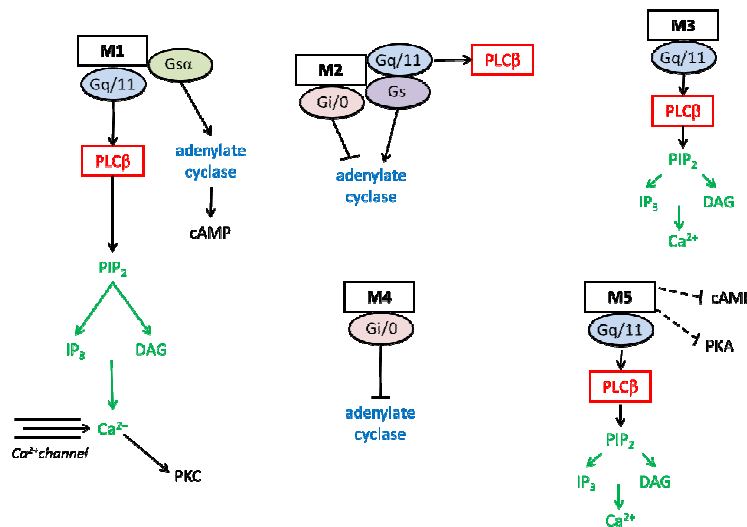 M1
Gsα
Gq/11
PLCβ
adenylate
cyclase
cAMP
PIP₂
IP₃
DAG
Ca²⁺
Ca²⁺channel
PKC
M2
Gq/11
PLCβ
Gi/0
Gs
adenylate
cyclase
M3
Gq/11
PLCβ
PIP₂
IP₃
DAG
Ca²⁺
M4
Gi/0
adenylate
cyclase
M5
cAMI
Gq/11
PKA
PLCβ
PIP₂
IP₃
DAG
Ca²⁺